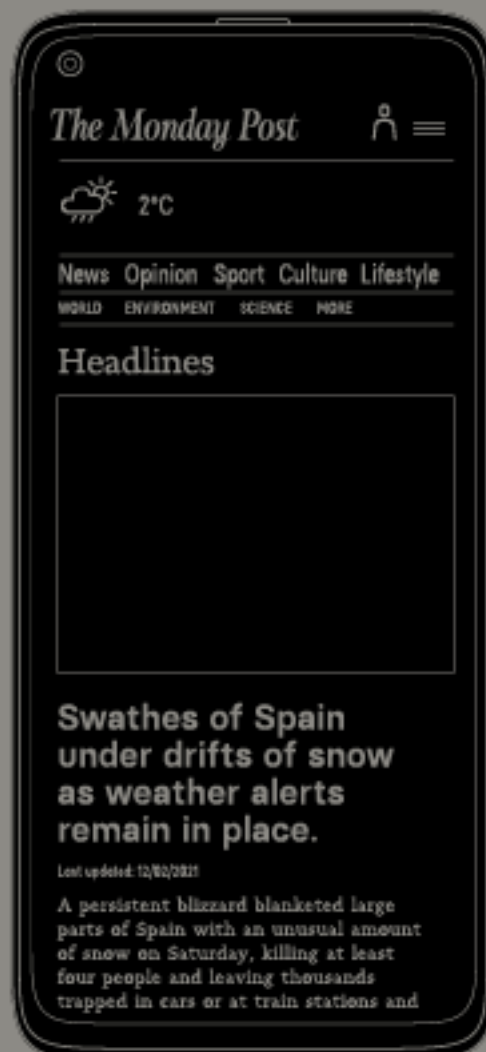 The Monday Post
2°C
News Opinion Sport Culture Lifestyle
WORLD ENVIRONMENT SCIENCE MORE
Headlines
Swathes of Spain
under drifts of snow
as weather alerts
remain in place.
Last updated: 12/02/2021
A persistent blizzard blanketed large
parts of Spain with an unusual amount
of snow on Saturday, killing at least
four people and leaving thousands
trapped in cars or at train stations and